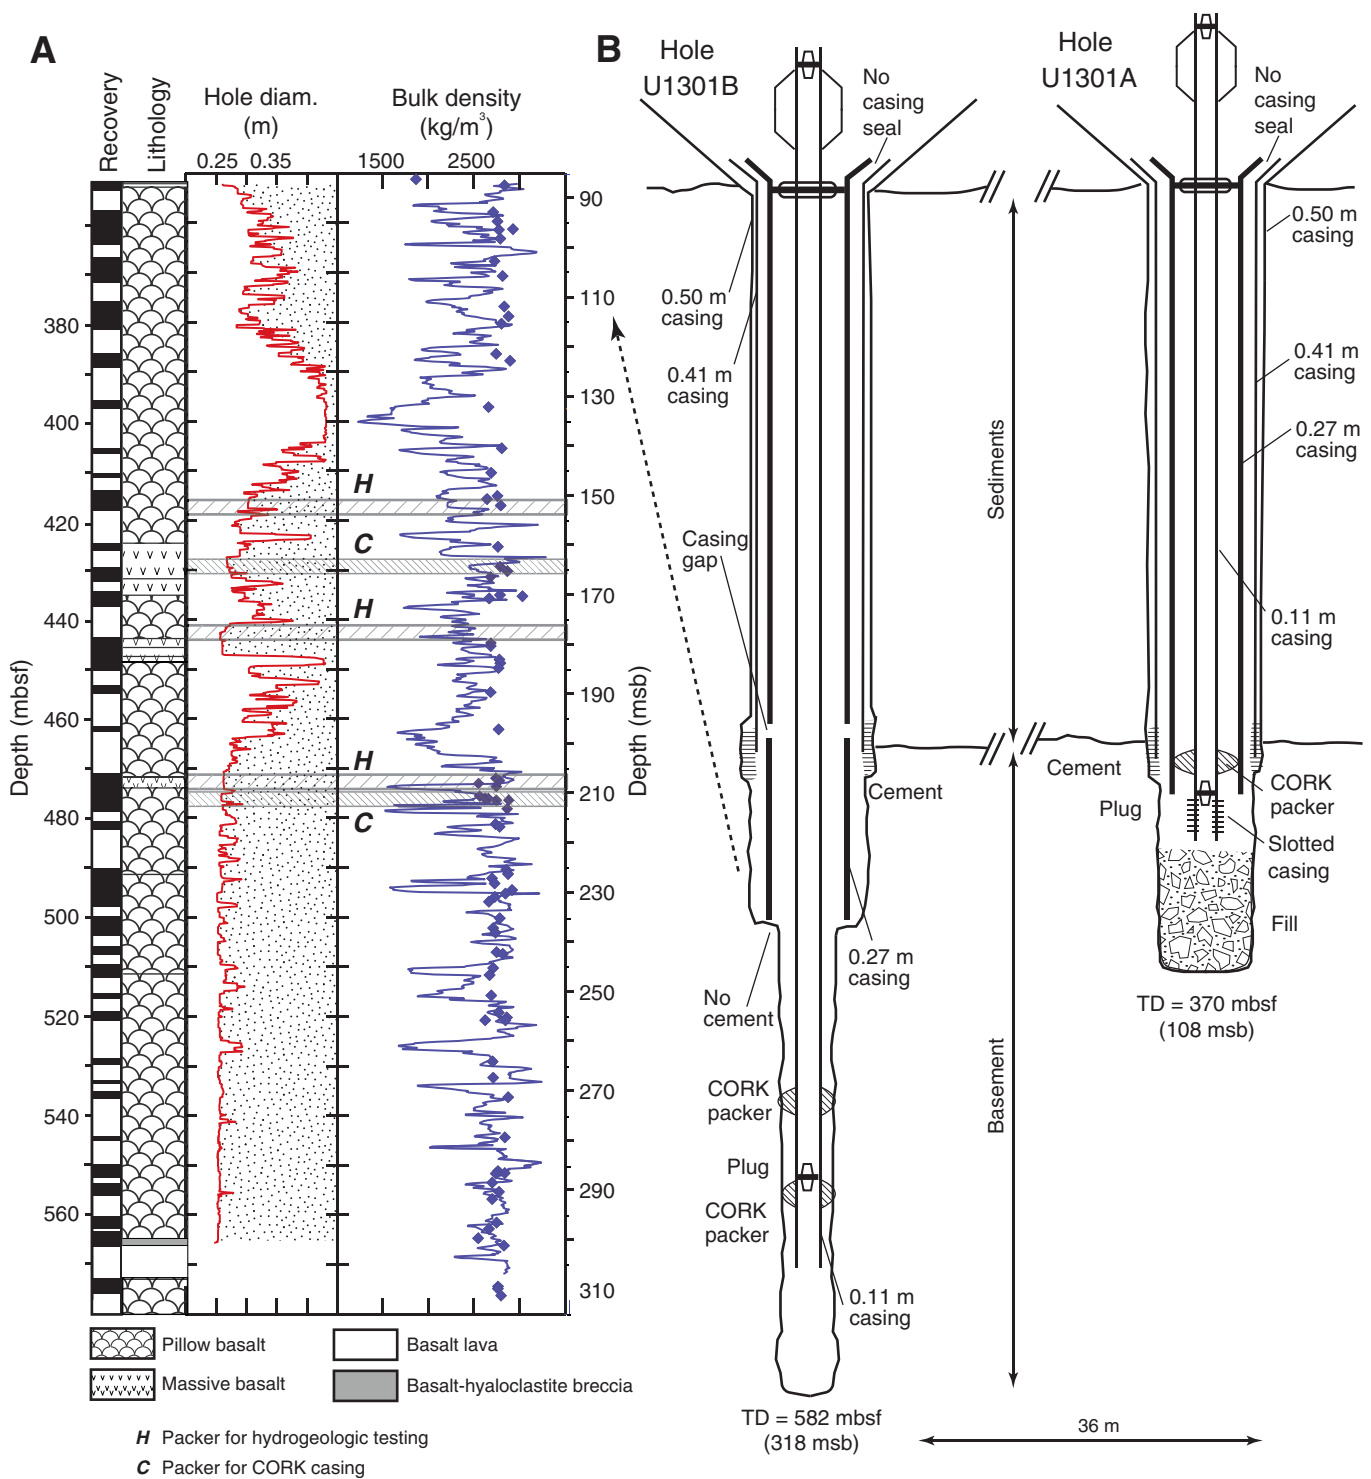 A
Recovery
Lithology
Hole diam.
(m)
0.25 0.35
Bulk density
(kg/m³)
1500 2500
Depth (mbsf)
380
400
420
440
460
480
500
520
540
560
H
C
H
H
C
90
110
130
150
170
190
210
230
250
270
290
310
Depth (msb)
Pillow basalt
Massive basalt
Basalt lava
Basalt-hyaloclastite breccia
H Packer for hydrogeologic testing
C Packer for CORK casing
B
Hole
U1301B
No
casing
seal
0.50 m
casing
0.41 m
casing
Casing
gap
Cement
0.27 m
casing
No
cement
CORK
packer
Plug
CORK
packer
0.11 m
casing
TD = 582 mbsf
(318 msb)
Sediments
Basement
Hole
U1301A
No
casing
seal
0.50 m
casing
0.41 m
casing
0.27 m
casing
0.11 m
casing
Cement
Plug
CORK
packer
Slotted
casing
Fill
TD = 370 mbsf
(108 msb)
36 m